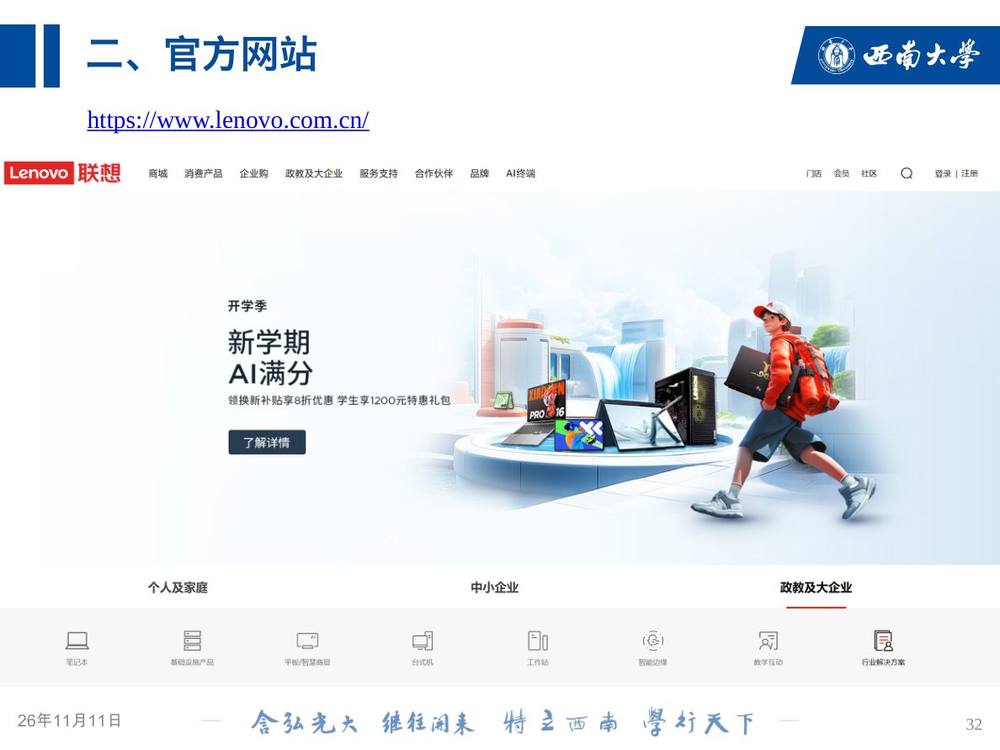 二、官方网站
西南大学
https://www.lenovo.com.cn/
Lenovo 联想 商城 消费产品 企业购 政教及大企业 服务支持 合作伙伴 品牌 AI终端 门店 会员 社区 登录 | 注册
开学季
新学期
AI满分
领换新补贴享8折优惠 学生享1200元特惠礼包
了解详情
PRO 16
个人及家庭 中小企业 政教及大企业
笔记本 基础设施产品 平板/智慧商显 台式机 工作站 智能边缘 教学互动 行业解决方案
26年11月11日 含弘光大 继往开来 特立西南 學行天下 32